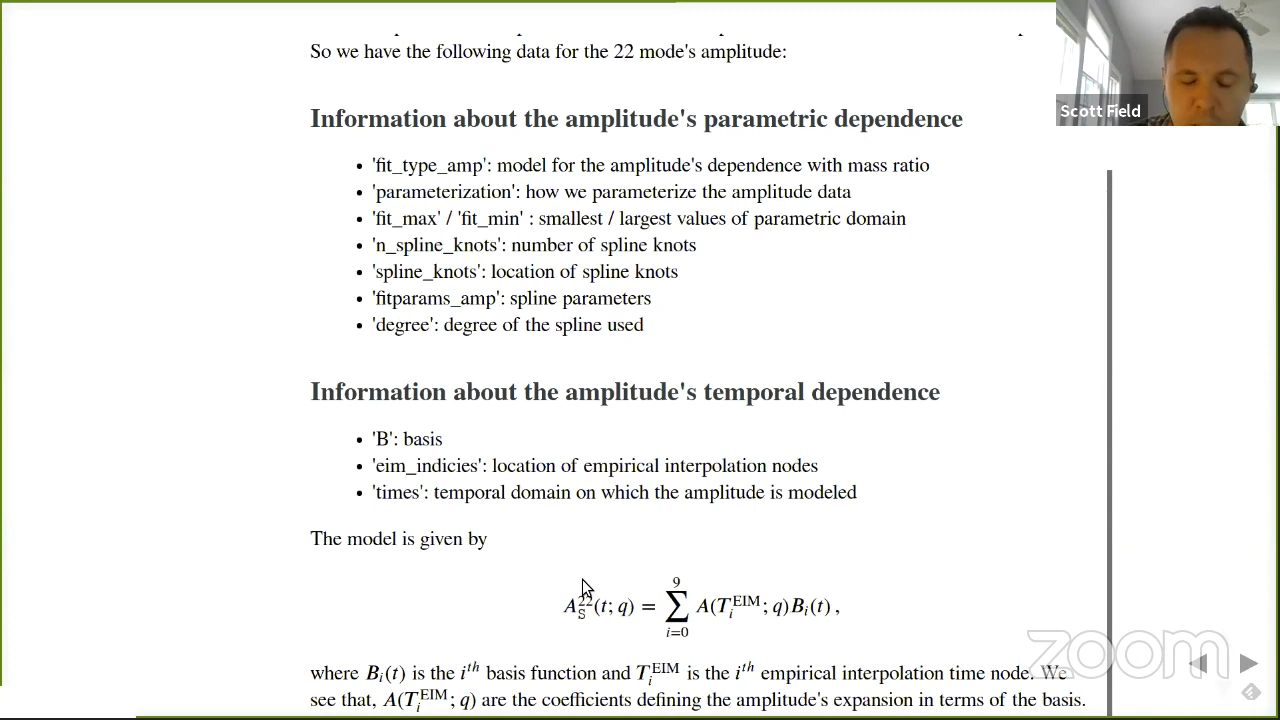 So we have the following data for the 22 mode's amplitude:
Scott Field
Information about the amplitude's parametric dependence
• 'fit_type_amp': model for the amplitude's dependence with mass ratio
• 'parameterization': how we parameterize the amplitude data
• 'fit_max' / 'fit_min' : smallest / largest values of parametric domain
• 'n_spline_knots': number of spline knots
• 'spline_knots': location of spline knots
• 'fitparams_amp': spline parameters
• 'degree': degree of the spline used
Information about the amplitude's temporal dependence
• 'B': basis
• 'eim_indicies': location of empirical interpolation nodes
• 'times': temporal domain on which the amplitude is modeled
The model is given by
A_S^{22}(t; q) = \sum_{i=0}^{9} A(T_i^{EIM}; q)B_i(t) ,
zoom
where B_i(t) is the i^{th} basis function and T_i^{EIM} is the i^{th} empirical interpolation time node. We
see that, A(T_i^{EIM}; q) are the coefficients defining the amplitude's expansion in terms of the basis.